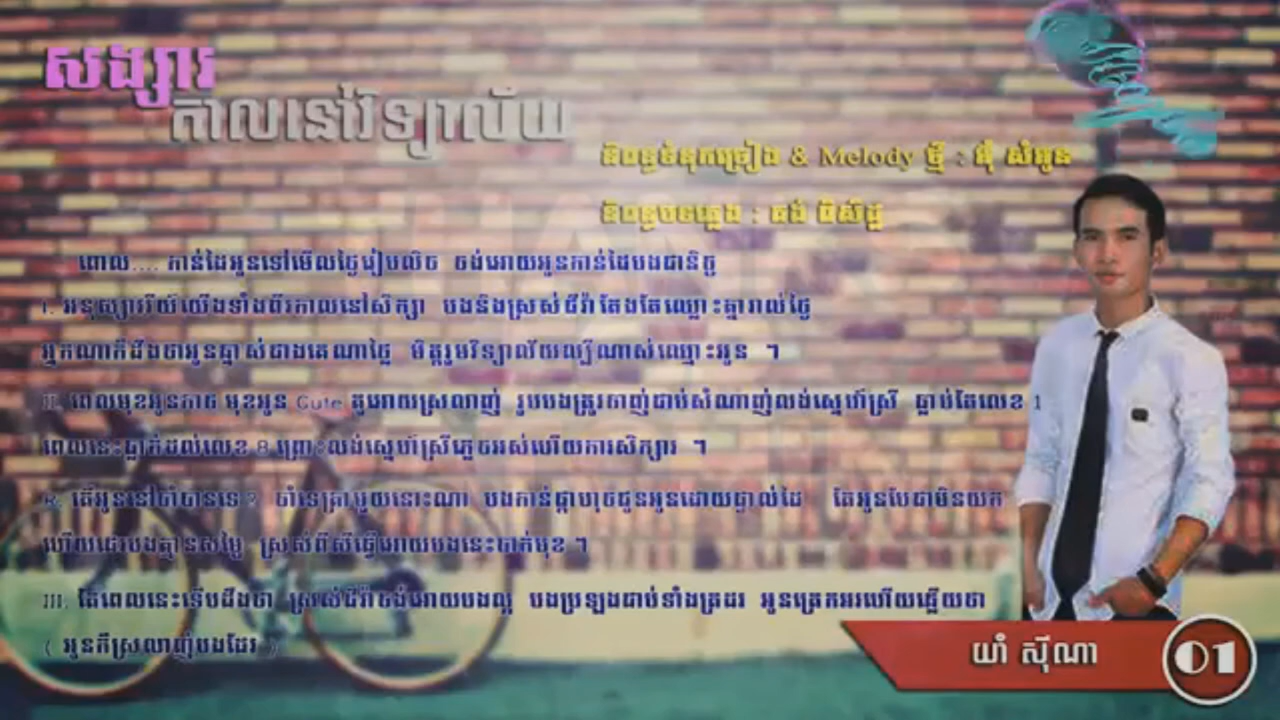 សង្សារ
កាលនៅវិទ្យាល័យ
និពន្ធទំនុកច្រៀង & Melody ថ្មី : ស៊ី សំអូន
និពន្ធបទភ្លេង : គង់ ពិសិដ្ឋ
ពោល.... កាន់ដៃអូនទៅមើលថ្ងៃរៀបលិច ចង់អោយអូនកាន់ដៃបងជានិច្ច
I. អនុស្សាវរីយ៍យើងទាំងពីរកាលនៅសិក្សា បងនិងស្រស់ជីវ៉ាតែងតែឈ្លោះគ្នារាល់ថ្ងៃ
អ្នកណាក៏ដឹងថាអូនធ្នាស់ជាងគេណាថ្លៃ មិត្តរួមវិទ្យាល័យល្បីណាស់ឈ្មោះអូន ។
II. ពេលមុខអូនភាច មុខអូន Cute គួរអោយស្រលាញ់ រូបបងត្រូវចាញ់ជាប់សំណាញ់លង់ស្នេហ៍ស្រី ធ្លាប់តែលេខ 1
ពេលនេះធ្លាក់ដល់លេខ 8 ព្រោះលង់ស្នេហ៍ស្រីភ្លេចអស់ហើយការសិក្សារ ។
R. តើអូននៅចាំបានទេ ? ចាំទេត្រាមួយនោះណា បងកាន់ផ្កាហុចជូនអូនដោយផ្ទាល់ដៃ តែអូនបែជាមិនយក
ហើយជេរបងគ្មានសម្លៃ ស្រស់ពិសីធ្វើអោយបងនេះបាក់មុខ ។
III. តែពេលនេះទើបដឹងថា ស្រស់ជីវ៉ាចង់អោយបងល្អ បងប្រឡងជាប់ទាំងត្រដរ អូនត្រេកអរហើយឆ្លើយថា
( អូនក៏ស្រលាញ់បងដែរ )
យាំ ស៊ីណា
01